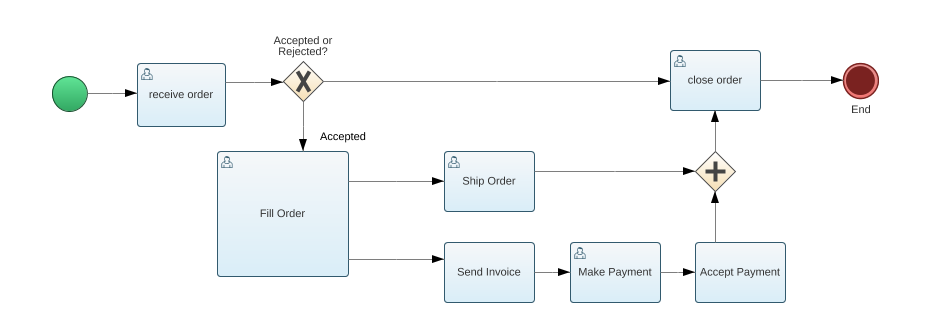 Accepted or
Rejected?
receive order
close order
End
Accepted
Fill Order
Ship Order
Send Invoice
Make Payment
Accept Payment